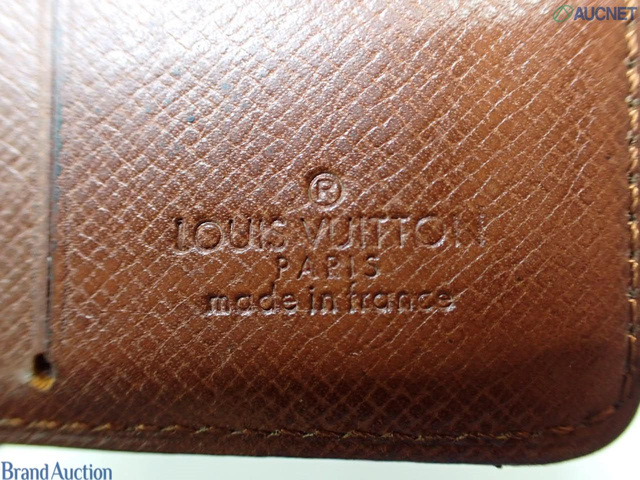 AUCNET
®
LOUIS VUITTON
PARIS
made in france
Brand Auction